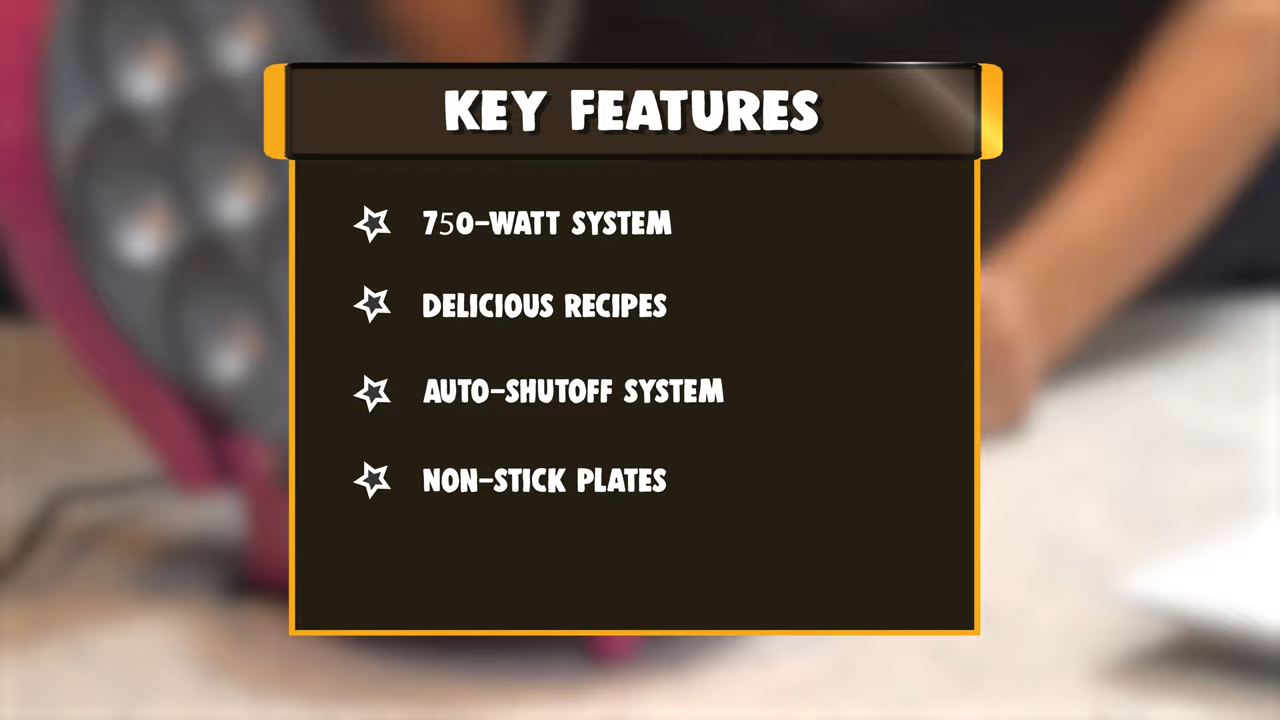 KEY FEATURES
750-WATT SYSTEM
DELICIOUS RECIPES
AUTO-SHUTOFF SYSTEM
NON-STICK PLATES